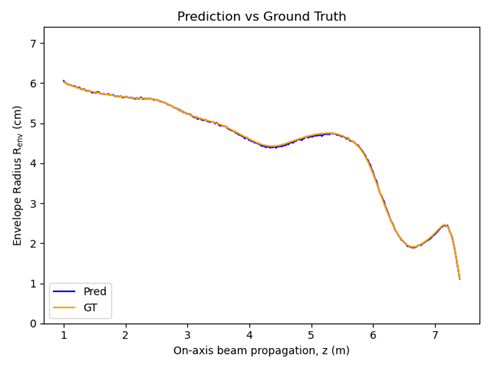 Prediction vs Ground Truth
Envelope Radius R_env (cm)
7
6
5
4
3
2
1
0
Pred
GT
1 2 3 4 5 6 7
On-axis beam propagation, z (m)